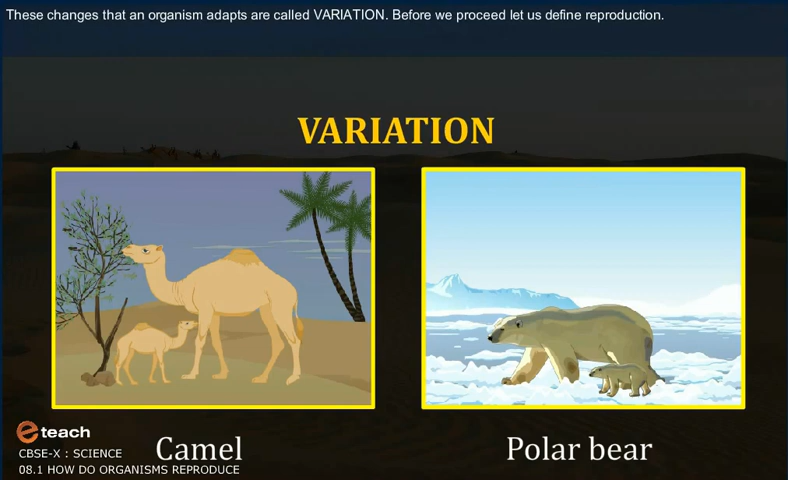 These changes that an organism adapts are called VARIATION. Before we proceed let us define reproduction.
VARIATION
Camel
Polar bear
e teach
CBSE-X : SCIENCE
08.1 HOW DO ORGANISMS REPRODUCE